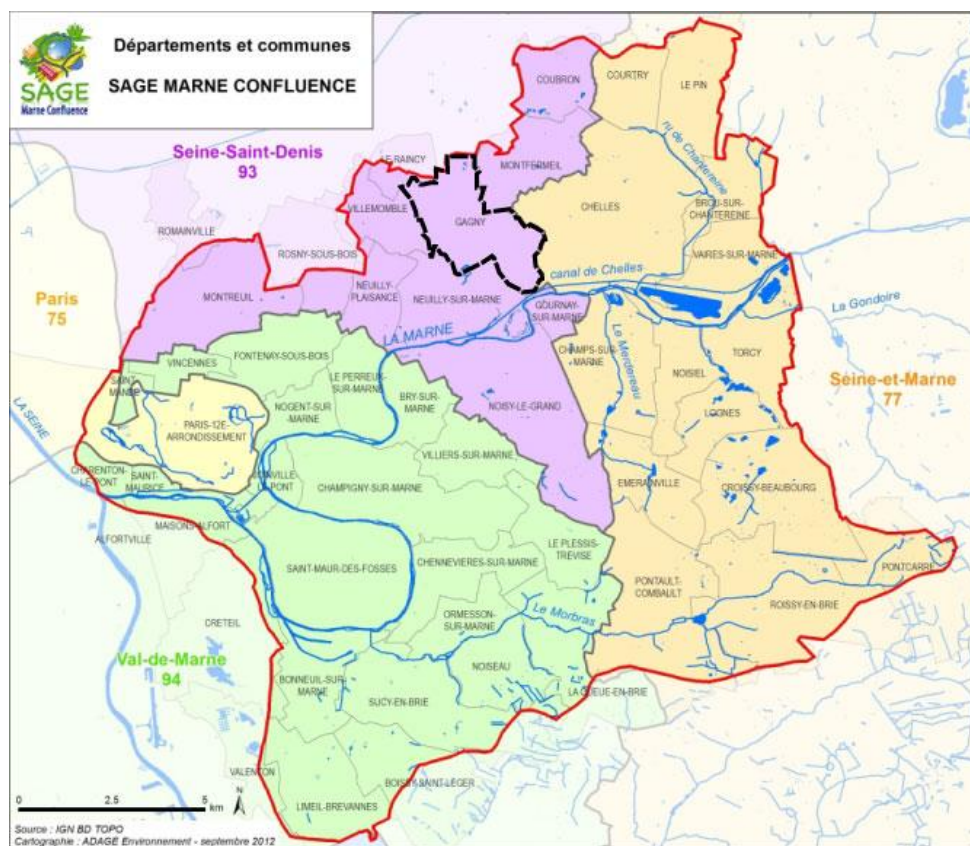 Départements et communes
SAGE MARNE CONFLUENCE
SAGE
Marne Confluence
COUBRON
COURTRY
LE PIN
Seine-Saint-Denis
93
LE RAINCY
MONTFERMEIL
ru de Chantereine
VILLEMOMBLE
GAGNY
CHELLES
BROU-SUR-
CHANTEREINE
ROMAINVILLE
ROSNY-SOUS-BOIS
VAIRES-SUR-MARNE
Paris
75
MONTREUIL
NEUILLY-
PLAISANCE
NEUILLY-SUR-MARNE
canal de Chelles
GOURNAY-
SUR-MARNE
La Gondoire
LA MARNE
VINCENNES
FONTENAY-SOUS-BOIS
CHAMPS-SUR-
MARNE
Le Merdereau
TORCY
SAINT-
MANDE
LE PERREUX-
SUR-MARNE
NOISIEL
Seine-et-Marne
77
LA SEINE
PARIS-12E-
ARRONDISSEMENT
NOGENT-SUR
MARNE
BRY-SUR-
MARNE
NOISY-LE-GRAND
LOGNES
VILLIERS-SUR-MARNE
CHARENTON-
LE-PONT
SAINT-
MAURICE
JOINVILLE-
LE-PONT
CHAMPIGNY-SUR-MARNE
EMERAINVILLE
CROISSY-BEAUBOURG
MAISONS-ALFORT
ALFORTVILLE
LE PLESSIS-
TREVISE
SAINT-MAUR-DES-FOSSES
CHENNEVIERES-SUR-MARNE
PONTAULT-
COMBAULT
PONTCARRE
ROISSY-EN-BRIE
ORMESSON-
SUR-MARNE
Le Morbras
CRETEIL
Val-de-Marne
94
NOISEAU
BONNEUIL-SUR-
MARNE
SUCY-EN-BRIE
LA QUEUE-EN-BRIE
VALENTON
BOISSY-SAINT-LEGER
LIMEIL-BREVANNES
0 2.5 5
km
N
Source : IGN BD TOPO
Cartographie : ADAGE Environnement - septembre 2012